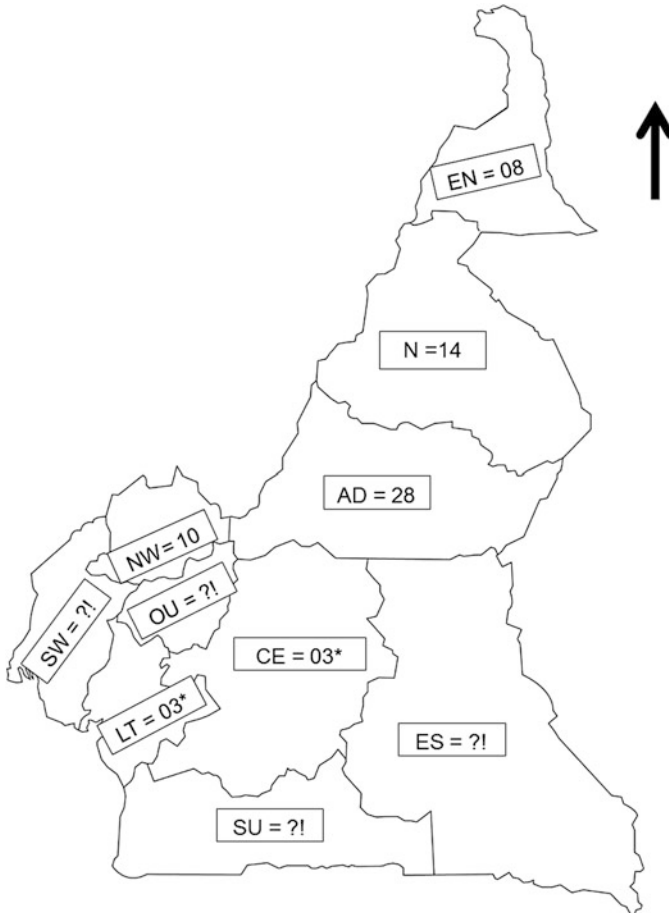 EN = 08
N =14
AD = 28
NW= 10
OU = ?!
SW = ?!
CE = 03*
LT = 03*
ES = ?!
SU = ?!